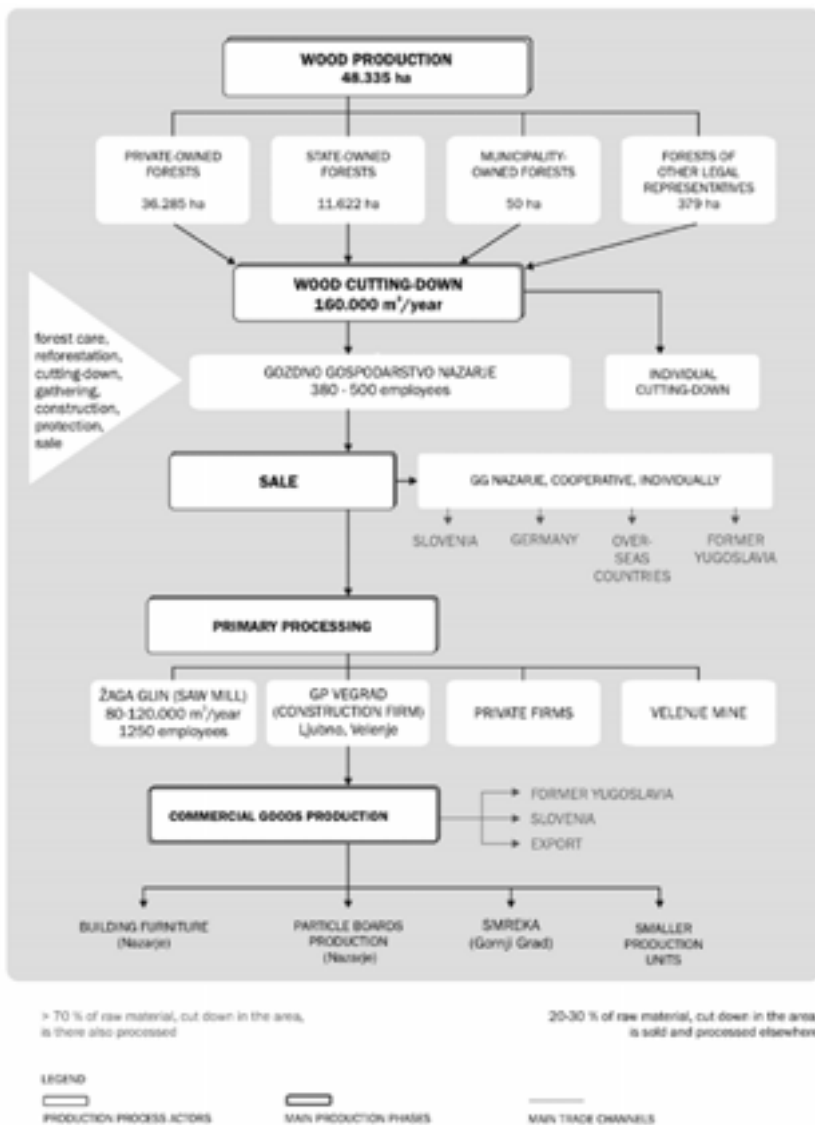 WOOD PRODUCTION
48.335 ha
PRIVATE-OWNED
FORESTS
36.285 ha
STATE-OWNED
FORESTS
11.622 ha
MUNICIPALITY-
OWNED FORESTS
50 ha
FORESTS OF
OTHER LEGAL
REPRESENTATIVES
379 ha
WOOD CUTTING-DOWN
160.000 m³/year
forest care,
reforestation,
cutting-down,
gathering,
construction,
protection,
sale
GOZDNO GOSPODARSTVO NAZARJE
380 - 500 employees
INDIVIDUAL
CUTTING-DOWN
SALE
GG NAZARJE, COOPERATIVE, INDIVIDUALLY
SLOVENIA
GERMANY
OVER-
SEAS
COUNTRIES
FORMER
YUGOSLAVIA
PRIMARY PROCESSING
ŽAGA GLIN (SAW MILL)
80-120.000 m³/year
1250 employees
GP VEGRAD
(CONSTRUCTION FIRM)
Ljubno, Velenje
PRIVATE FIRMS
VELENJE MINE
COMMERCIAL GOODS PRODUCTION
FORMER YUGOSLAVIA
SLOVENIA
EXPORT
BUILDING FURNITURE
(Nazarje)
PARTICLE BOARDS
PRODUCTION
(Nazarje)
SMREKA
(Gornji Grad)
SMALLER
PRODUCTION
UNITS
> 70 % of raw material, cut down in the area,
is there also processed
20-30 % of raw material, cut down in the area
is sold and processed elsewhere
LEGEND
PRODUCTION PROCESS ACTORS
MAIN PRODUCTION PHASES
MAIN TRADE CHANNELS